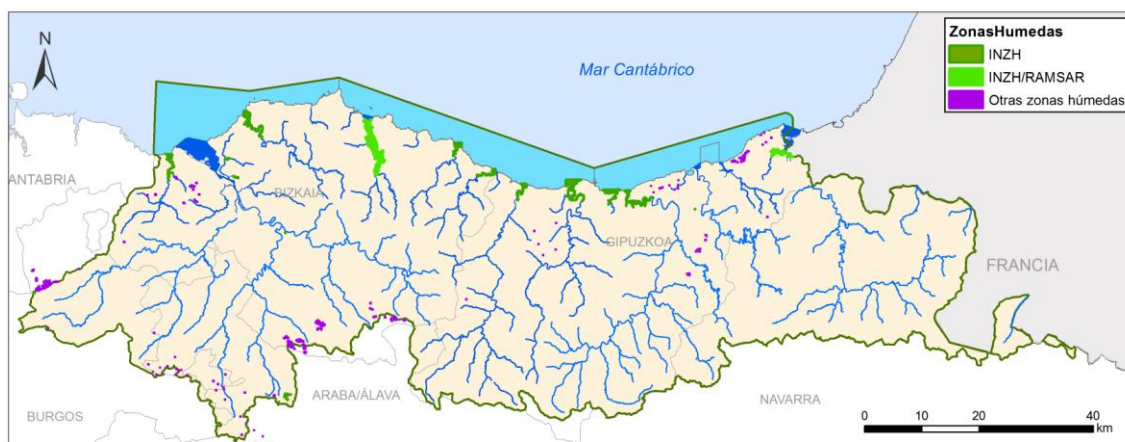 N
Mar Cantábrico
ZonasHumedas
INZH
INZH/RAMSAR
Otras zonas húmedas
ANTABRIA
BIZKAIA
GIPUZKOA
FRANCIA
ARABA/ÁLAVA
NAVARRA
BURGOS
0 10 20 40
km